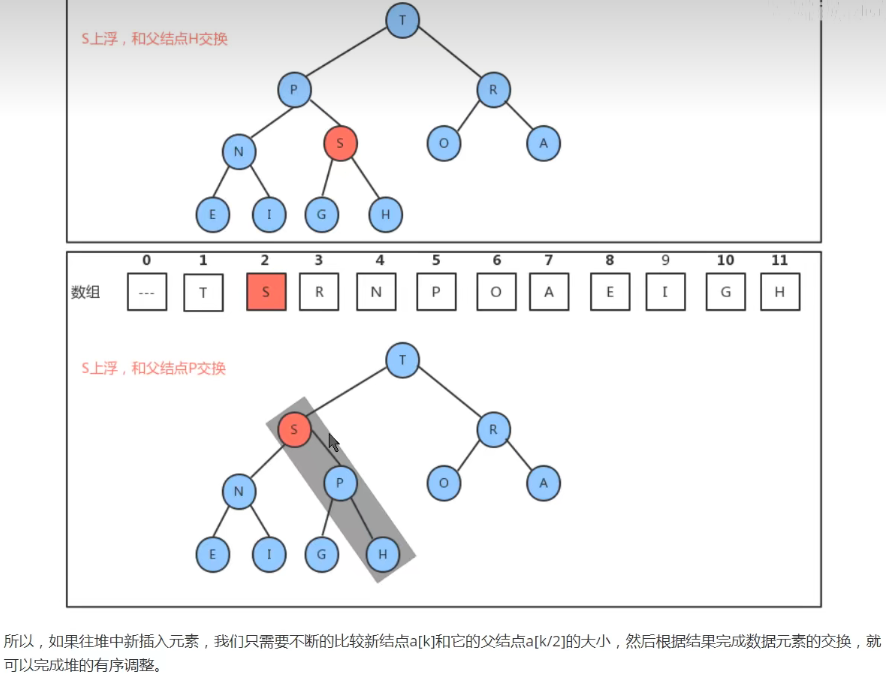 T
S上浮，和父结点H交换
P
R
N
S
O
A
E
I
G
H
0 1 2 3 4 5 6 7 8 9 10 11
数组 --- T S R N P O A E I G H
T
S上浮，和父结点P交换
S
R
N
P
O
A
E
I
G
H
所以，如果往堆中新插入元素，我们只需要不断的比较新结点a[k]和它的父结点a[k/2]的大小，然后根据结果完成数据元素的交换，就
可以完成堆的有序调整。